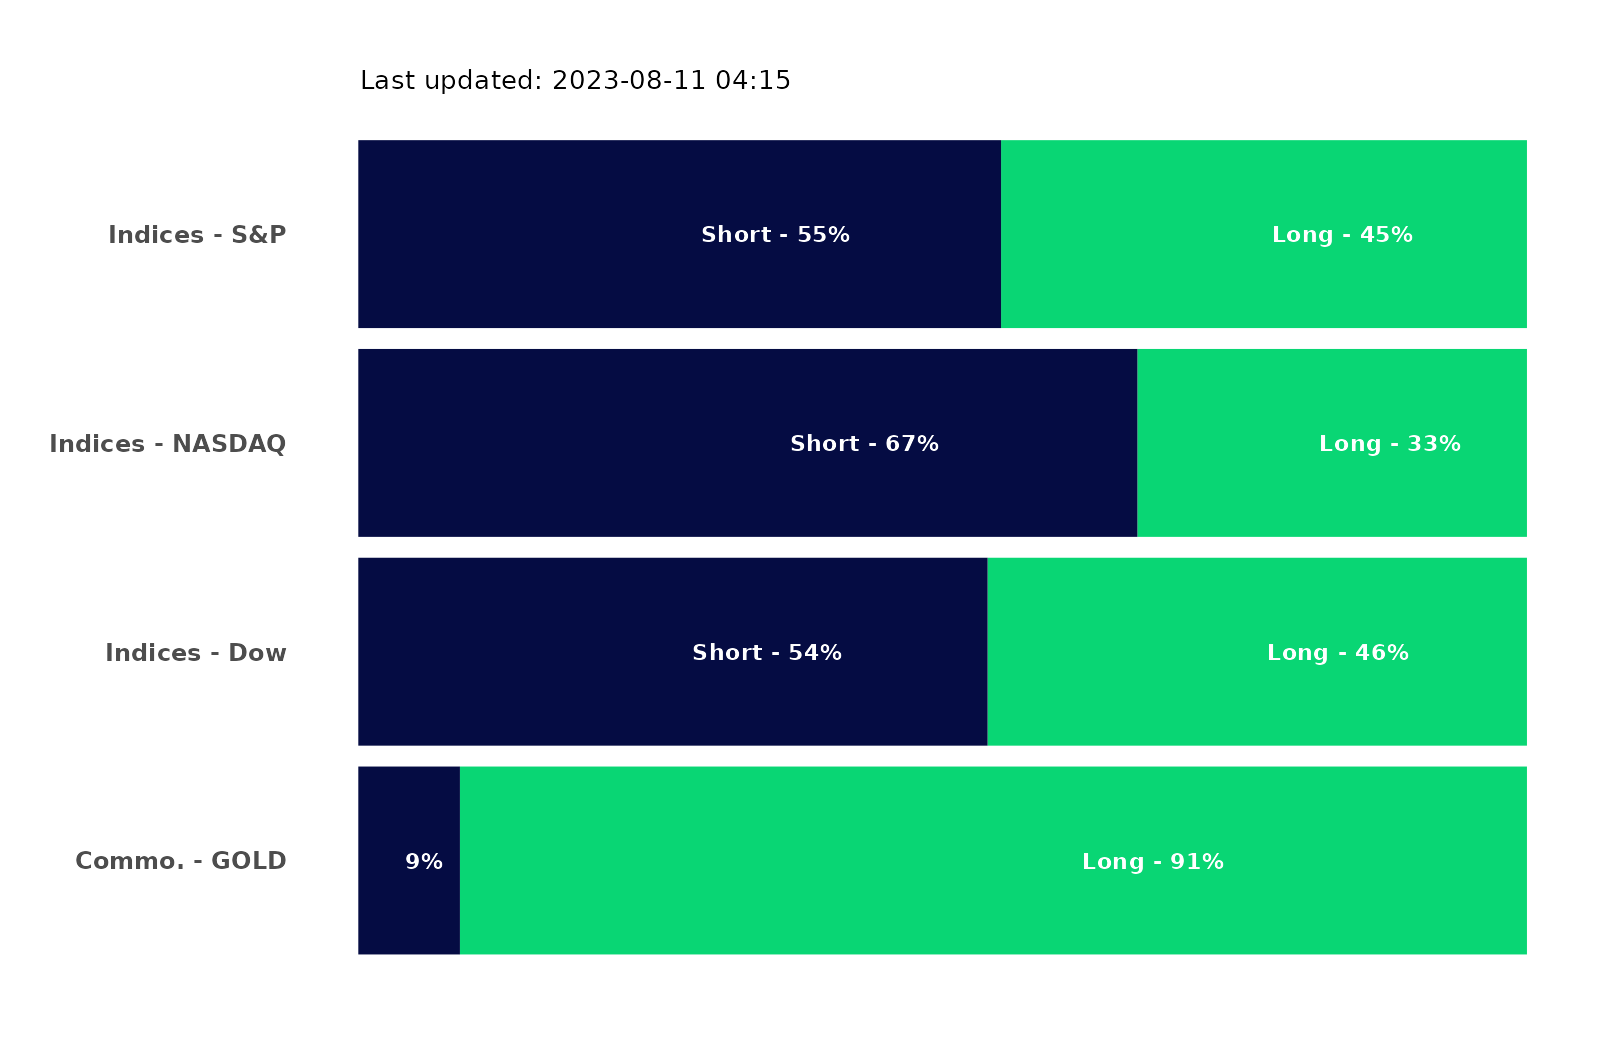 Last updated: 2023-08-11 04:15
Indices - S&P Short - 55% Long - 45%
Indices - NASDAQ Short - 67% Long - 33%
Indices - Dow Short - 54% Long - 46%
Commo. - GOLD 9% Long - 91%